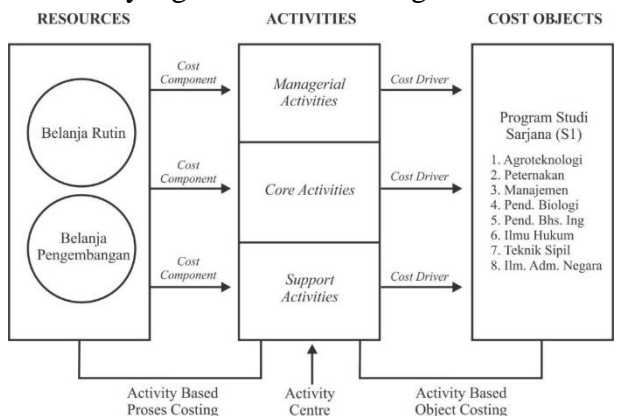 RESOURCES
ACTIVITIES
COST OBJECTS
Belanja Rutin
Belanja
Pengembangan
Cost
Component
Cost
Component
Cost
Component
Managerial
Activities
Core Activities
Support
Activities
Cost Driver
Cost Driver
Cost Driver
Program Studi
Sarjana (S1)
1. Agroteknologi
2. Peternakan
3. Manajemen
4. Pend. Biologi
5. Pend. Bhs. Ing
6. Ilmu Hukum
7. Teknik Sipil
8. Ilm. Adm. Negara
Activity Based
Proses Costing
Activity
Centre
Activity Based
Object Costing